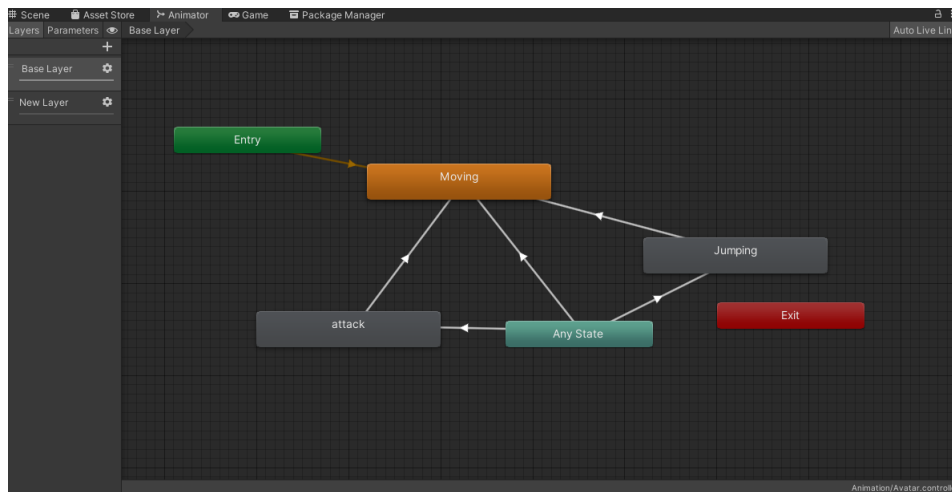 Scene Asset Store Animator Game Package Manager
Layers Parameters Base Layer Auto Live Lin
Base Layer
New Layer
Entry
Moving
Jumping
Exit
attack
Any State
Animation/Avatar.controlle